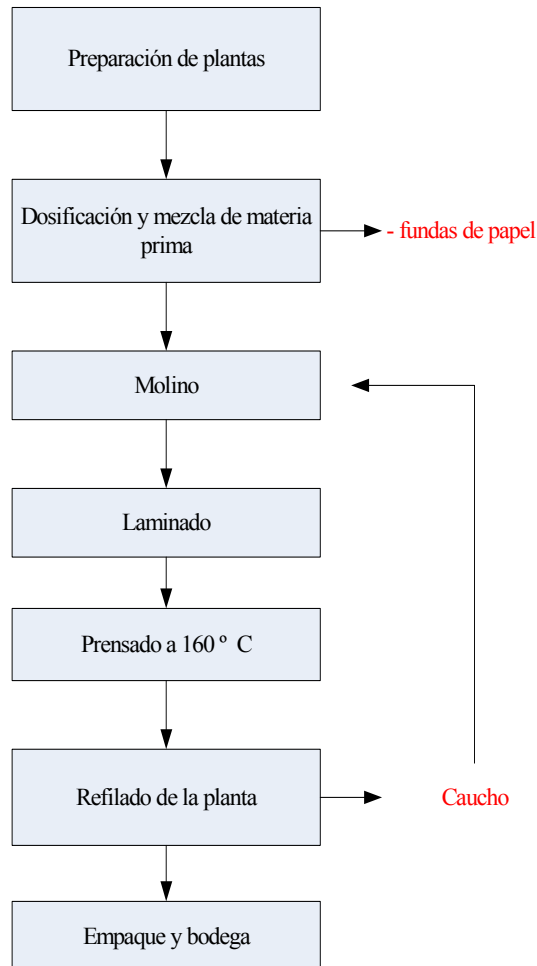 Preparación de plantas
Dosificación y mezcla de materia
prima
- fundas de papel
Molino
Laminado
Prensado a 160 º C
Refilado de la planta
Caucho
Empaque y bodega